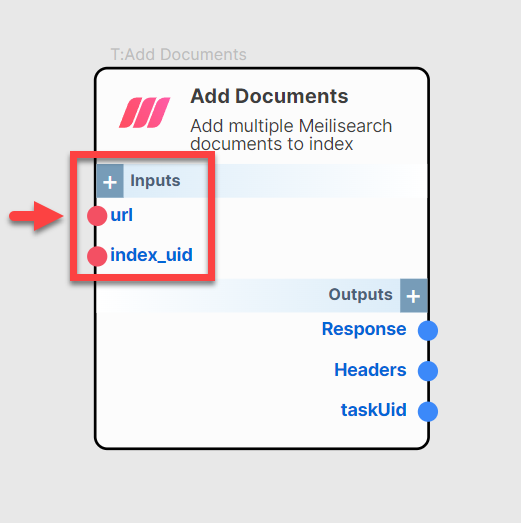 T:Add Documents
Add Documents
Add multiple Meilisearch
documents to index
+ Inputs
url
index_uid
Outputs +
Response
Headers
taskUid